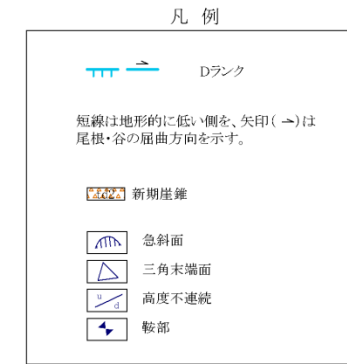 凡 例
Dランク
短線は地形的に低い側を、矢印( ⇀)は
尾根・谷の屈曲方向を示す。
新期崖錐
急斜面
三角末端面
u
d
高度不連続
鞍部